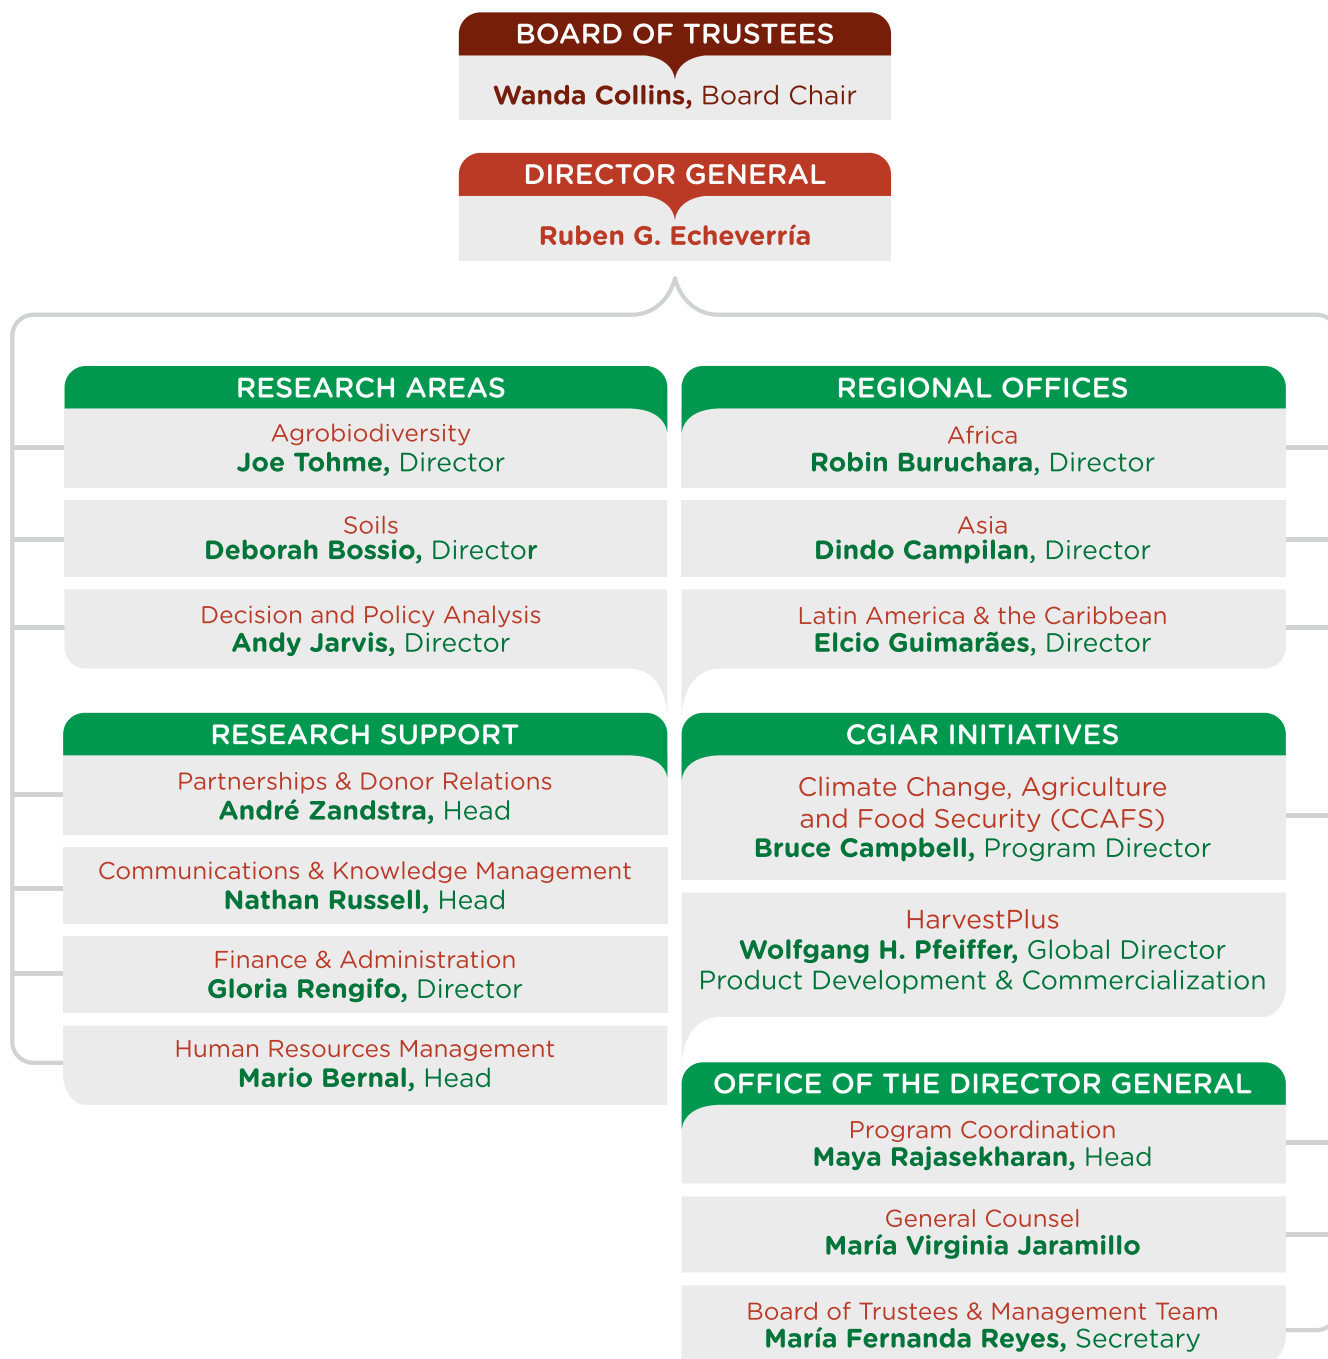 BOARD OF TRUSTEES
Wanda Collins, Board Chair
DIRECTOR GENERAL
Ruben G. Echeverría
RESEARCH AREAS
Agrobiodiversity
Joe Tohme, Director
Soils
Deborah Bossio, Director
Decision and Policy Analysis
Andy Jarvis, Director
REGIONAL OFFICES
Africa
Robin Buruchara, Director
Asia
Dindo Campilan, Director
Latin America & the Caribbean
Elcio Guimarães, Director
RESEARCH SUPPORT
Partnerships & Donor Relations
André Zandstra, Head
Communications & Knowledge Management
Nathan Russell, Head
Finance & Administration
Gloria Rengifo, Director
Human Resources Management
Mario Bernal, Head
CGIAR INITIATIVES
Climate Change, Agriculture
and Food Security (CCAFS)
Bruce Campbell, Program Director
HarvestPlus
Wolfgang H. Pfeiffer, Global Director
Product Development & Commercialization
OFFICE OF THE DIRECTOR GENERAL
Program Coordination
Maya Rajasekharan, Head
General Counsel
María Virginia Jaramillo
Board of Trustees & Management Team
María Fernanda Reyes, Secretary